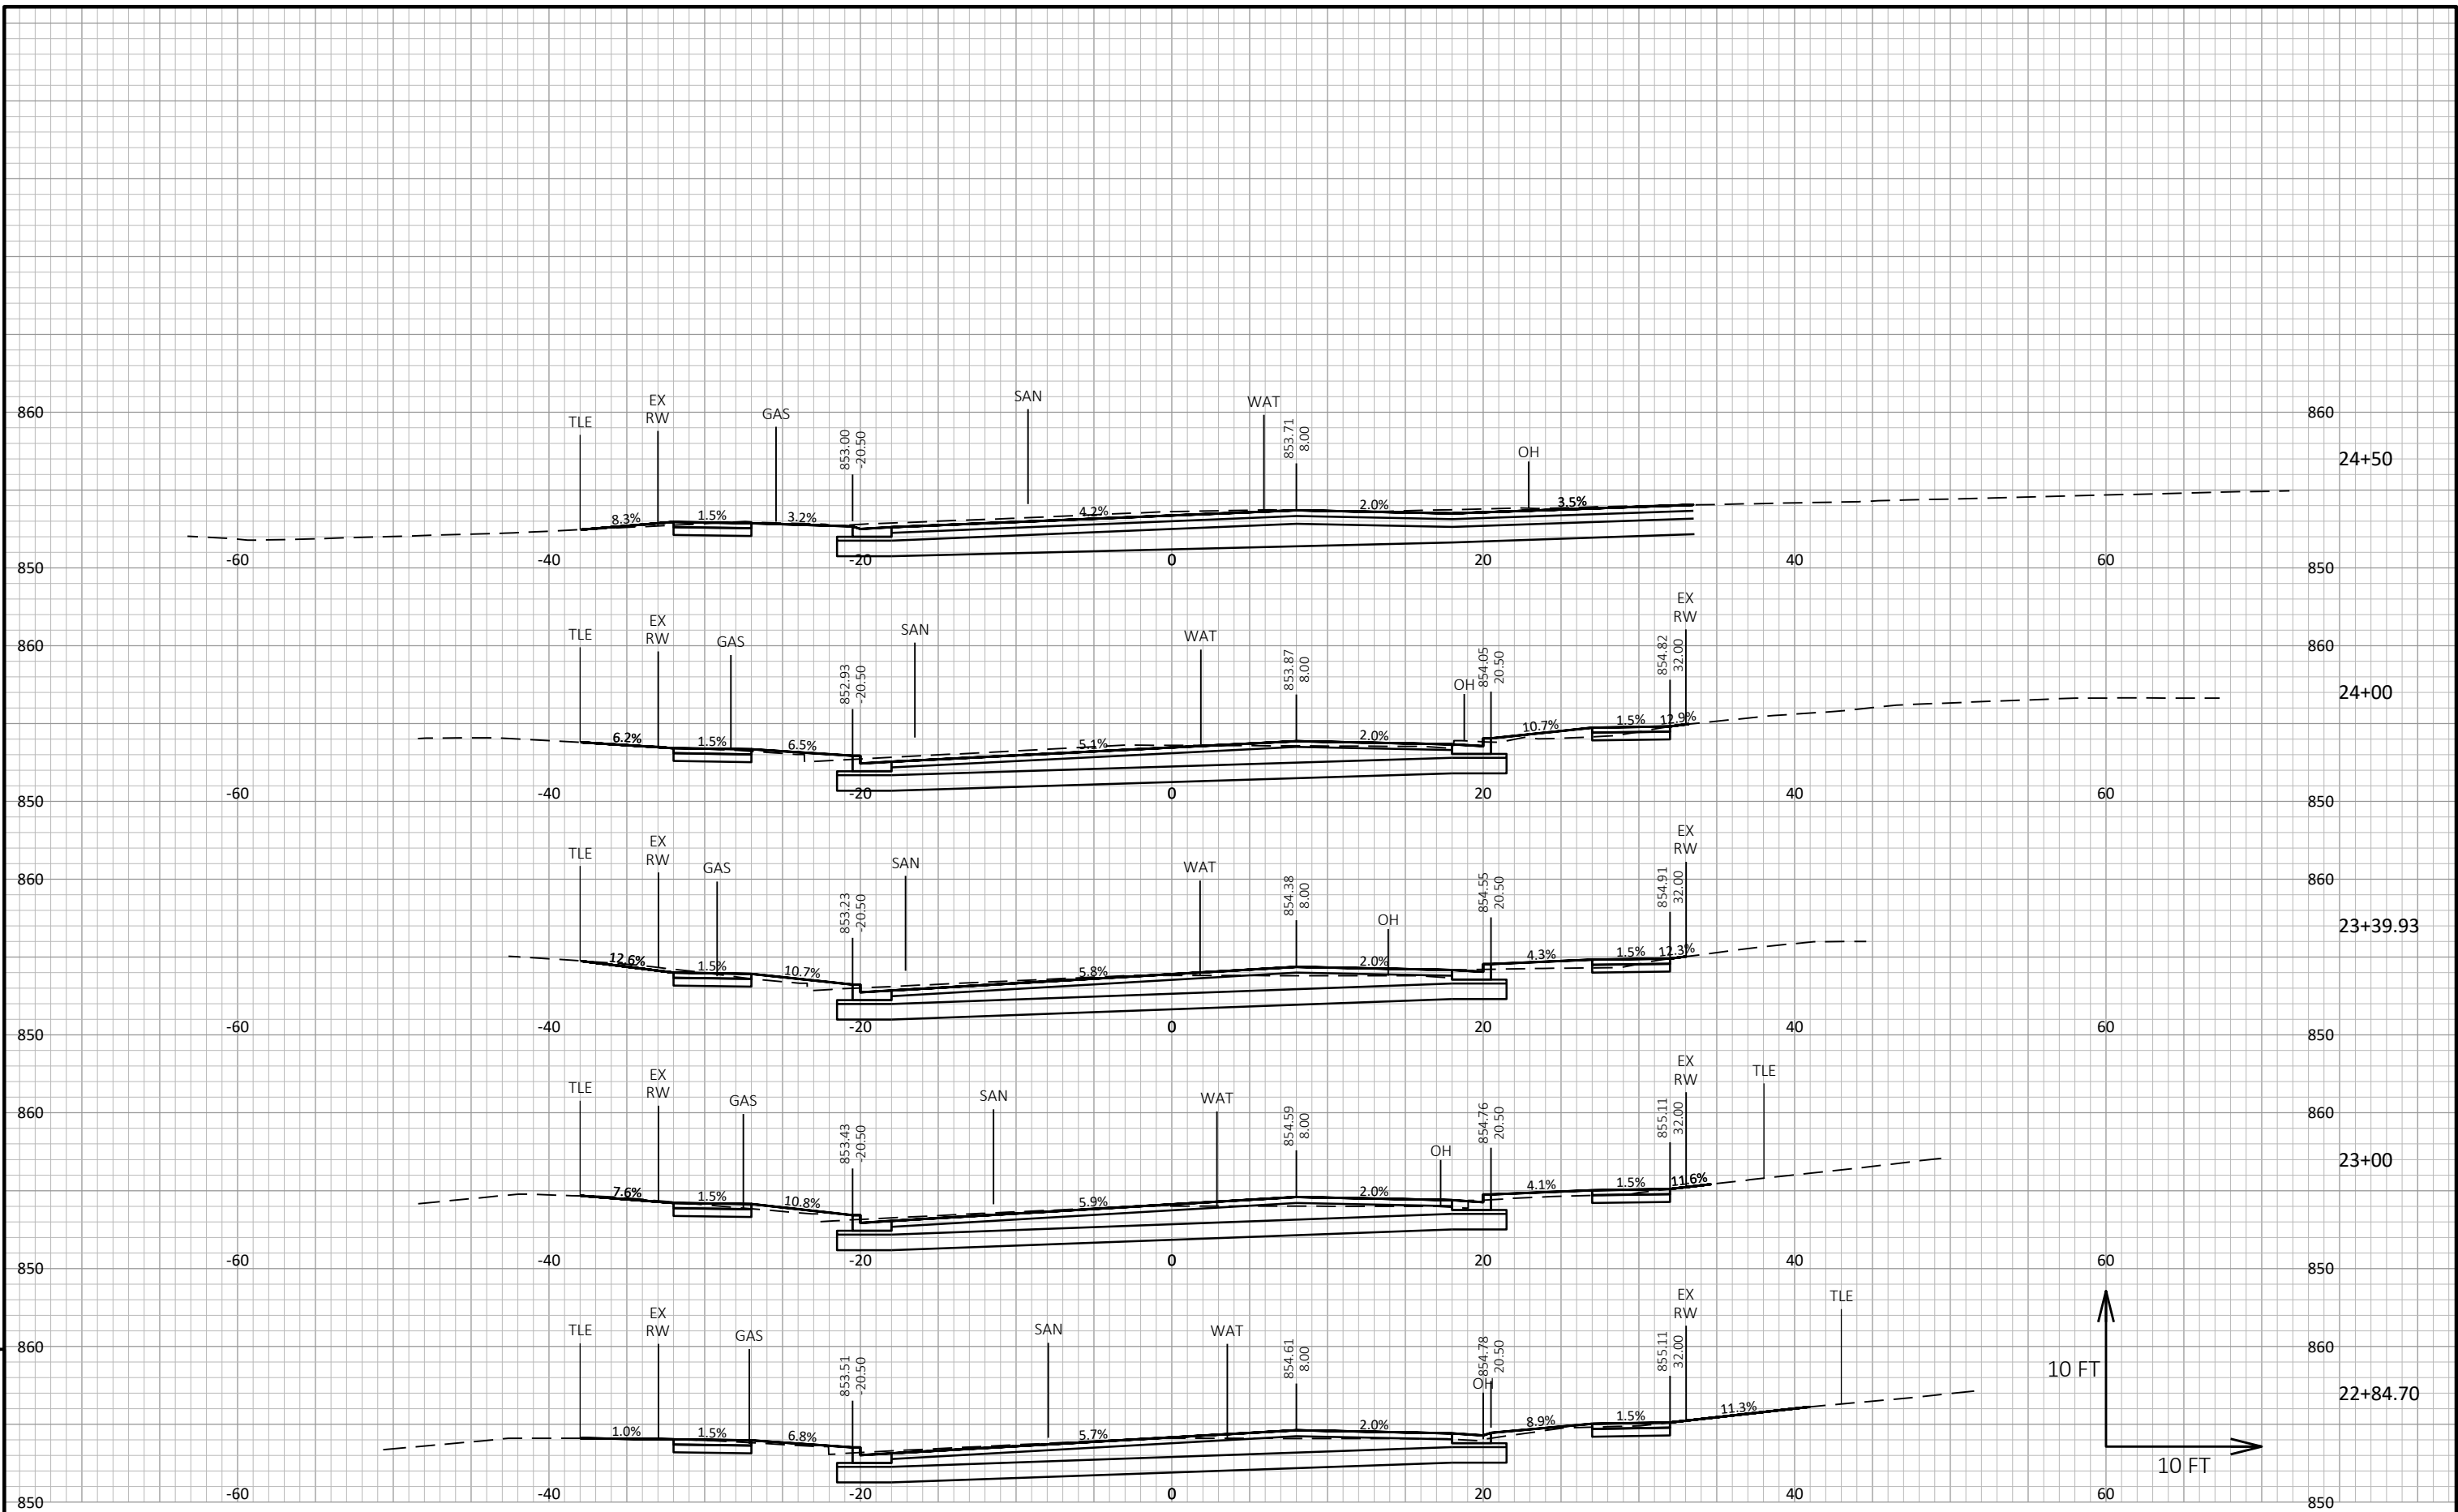 SAN
EX
WAT
RW
860 TLE GAS 860
853.00
-20.50
853.71
8.00
OH
24+50
8.3% 1.5% 3.2% 4.2% 2.0% 3.5%
-60 -40 -20 0 20 40 60
850 850
EX
RW
EX
RW
TLE GAS SAN WAT
860 860
852.93
-20.50
853.87
8.00
OH
854.05
20.50
854.82
32.00
24+00
6.2% 1.5% 6.5% 5.1% 2.0% 10.7% 1.5% 12.9%
-60 -40 -20 0 20 40 60
850 850
EX
RW
EX
RW
TLE GAS SAN WAT
860 860
853.23
-20.50
854.38
8.00
OH
854.55
20.50
854.91
32.00
23+39.93
12.6% 1.5% 10.7% 5.8% 2.0% 4.3% 1.5% 12.3%
-60 -40 -20 0 20 40 60
850 850
EX
RW
EX
RW
TLE GAS SAN WAT TLE
860 860
853.43
-20.50
854.59
8.00
OH
854.76
20.50
855.11
32.00
23+00
7.6% 1.5% 10.8% 5.9% 2.0% 4.1% 1.5% 11.6%
-60 -40 -20 0 20 40 60
850 850
EX
RW
EX
RW
TLE GAS SAN WAT TLE
860 860
853.51
-20.50
854.61
8.00
OH
854.78
20.50
855.11
32.00
10 FT
22+84.70
1.0% 1.5% 6.8% 5.7% 2.0% 8.9% 1.5% 11.3%
10 FT
-60 -40 -20 0 20 40 60
850 850